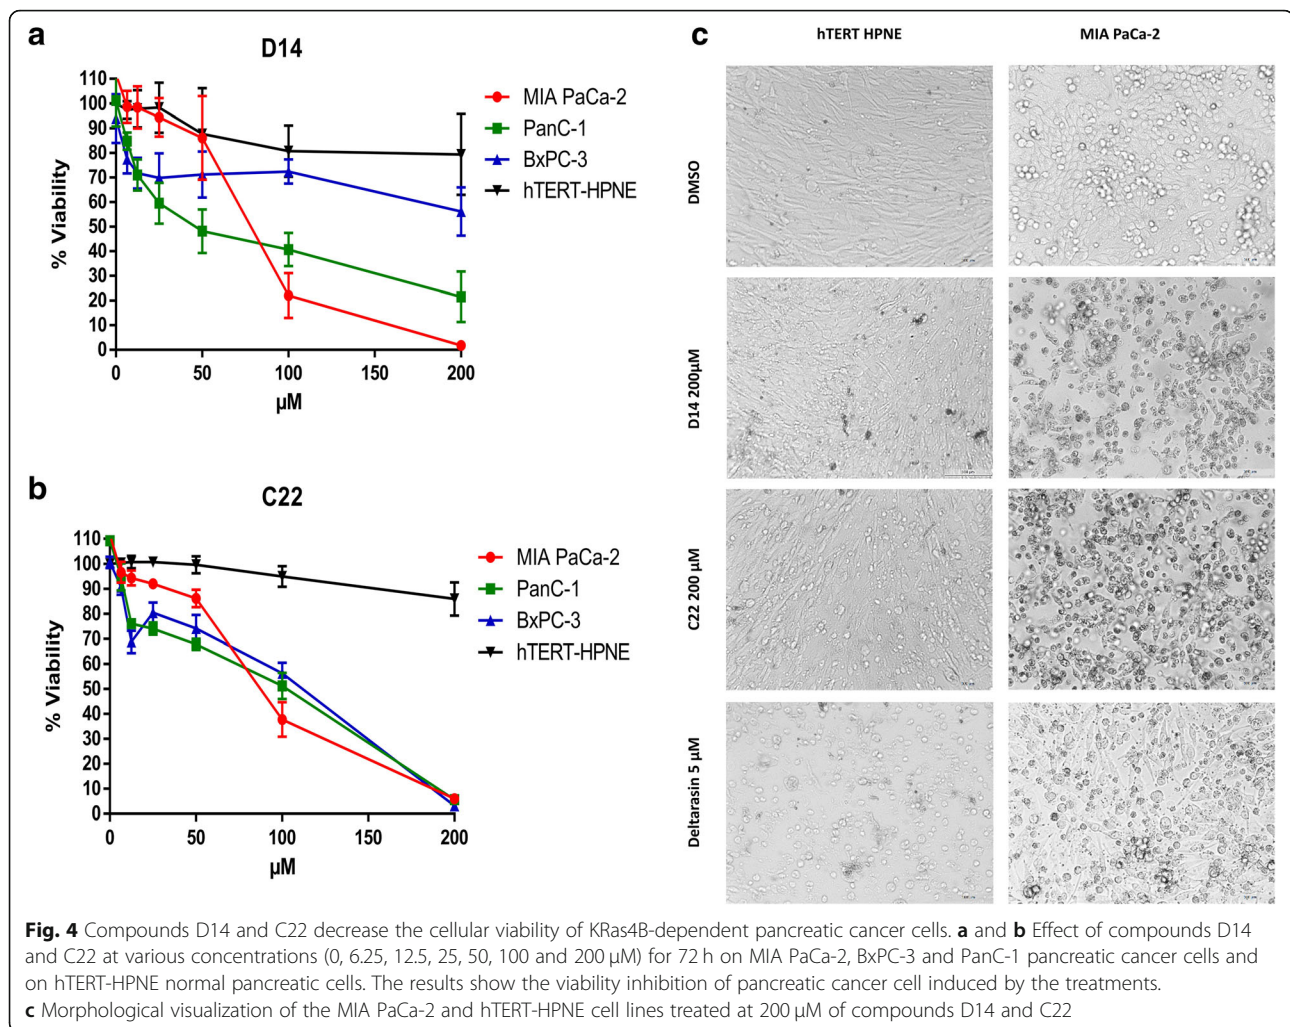 a
D14
110
100
90
80
70
60
50
40
30
20
10
0
% Viability
0 50 100 150 200
µM
MIA PaCa-2
PanC-1
BxPC-3
hTERT-HPNE
b
C22
110
100
90
80
70
60
50
40
30
20
10
0
% Viability
0 50 100 150 200
µM
MIA PaCa-2
PanC-1
BxPC-3
hTERT-HPNE
c
hTERT HPNE MIA PaCa-2
DMSO
D14 200µM
C22 200 µM
Deltarasin 5 µM
Fig. 4 Compounds D14 and C22 decrease the cellular viability of KRas4B-dependent pancreatic cancer cells. a and b Effect of compounds D14
and C22 at various concentrations (0, 6.25, 12.5, 25, 50, 100 and 200 µM) for 72 h on MIA PaCa-2, BxPC-3 and PanC-1 pancreatic cancer cells and
on hTERT-HPNE normal pancreatic cells. The results show the viability inhibition of pancreatic cancer cell induced by the treatments.
c Morphological visualization of the MIA PaCa-2 and hTERT-HPNE cell lines treated at 200 µM of compounds D14 and C22